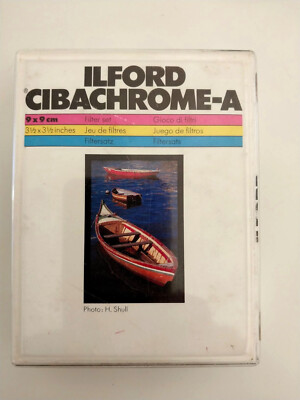 ILFORD
®CIBACHROME-A
9 x 9 cm Filter set Gioco di filtri
3½ x 3½ inches Jeu de filtres Juego de filtros
Filtersatz Filtersats
Photo: H. Shull